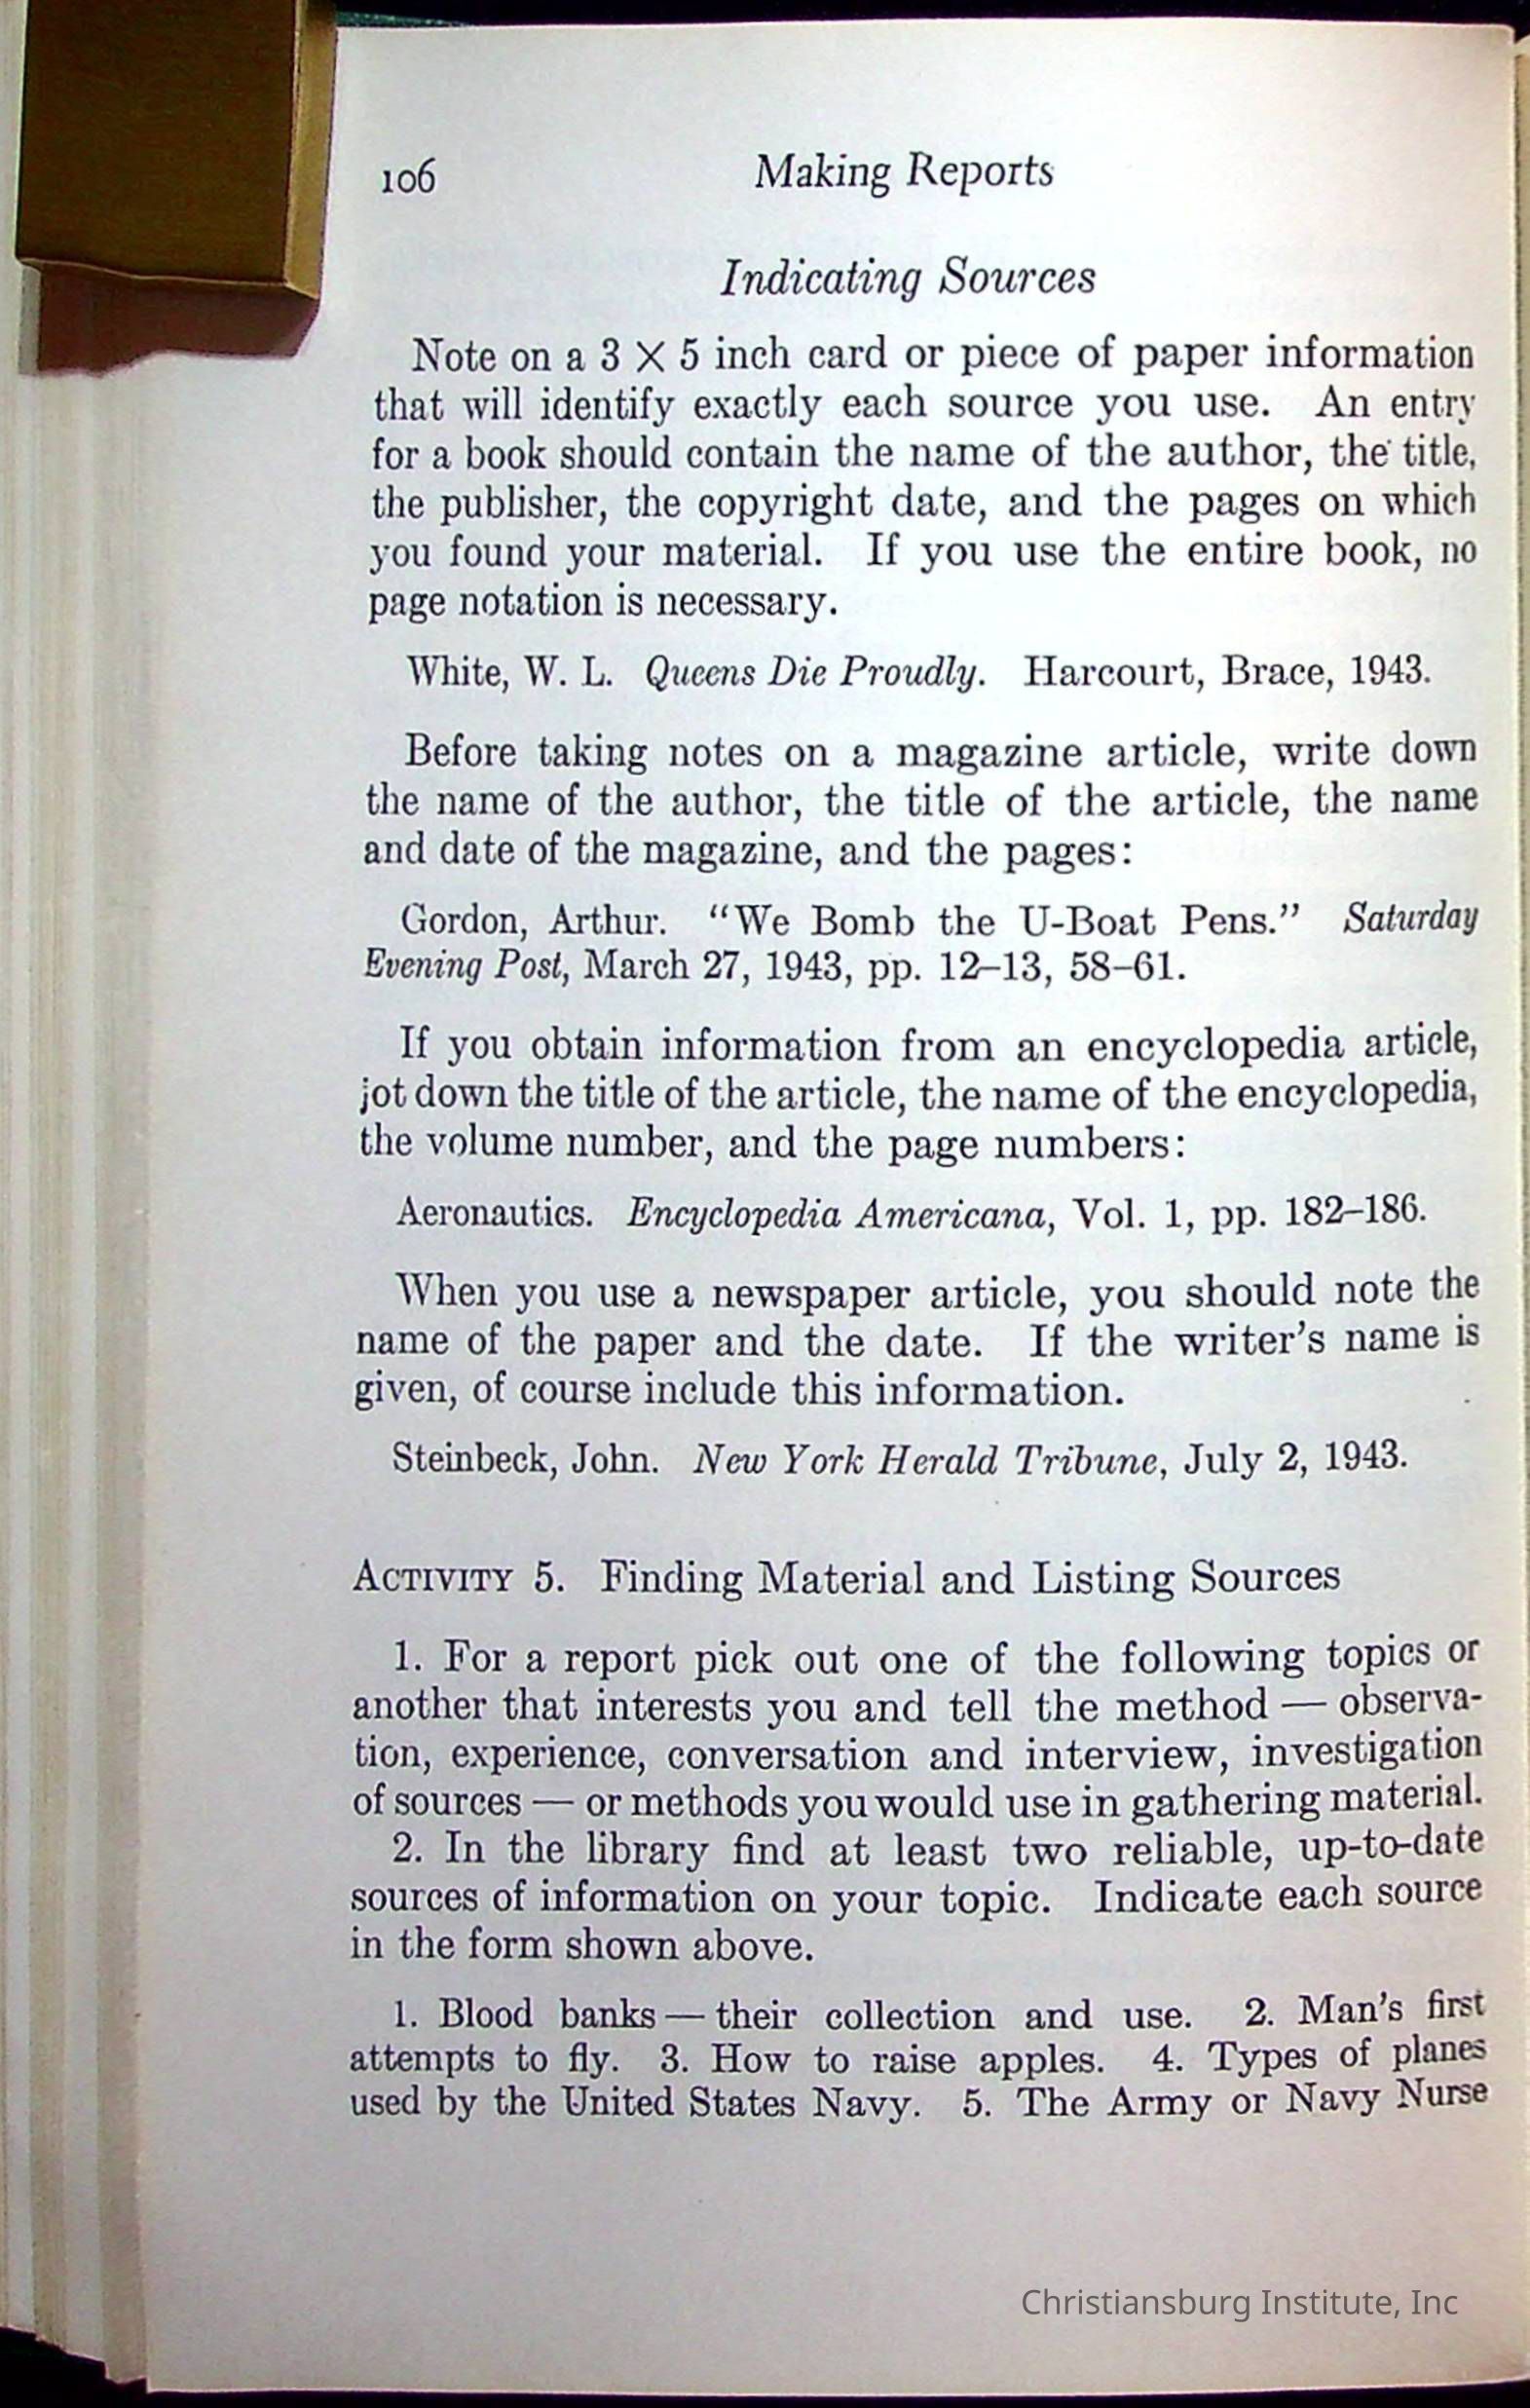 106 Making Reports
Indicating Sources
Note on a 3 × 5 inch card or piece of paper information
that will identify exactly each source you use. An entry
for a book should contain the name of the author, the title,
the publisher, the copyright date, and the pages on which
you found your material. If you use the entire book, no
page notation is necessary.
White, W. L. Queens Die Proudly. Harcourt, Brace, 1943.
Before taking notes on a magazine article, write down
the name of the author, the title of the article, the name
and date of the magazine, and the pages:
Gordon, Arthur. “We Bomb the U-Boat Pens.” Saturday
Evening Post, March 27, 1943, pp. 12–13, 58–61.
If you obtain information from an encyclopedia article,
jot down the title of the article, the name of the encyclopedia,
the volume number, and the page numbers:
Aeronautics. Encyclopedia Americana, Vol. 1, pp. 182–186.
When you use a newspaper article, you should note the
name of the paper and the date. If the writer’s name is
given, of course include this information.
Steinbeck, John. New York Herald Tribune, July 2, 1943.
ACTIVITY 5. Finding Material and Listing Sources
1. For a report pick out one of the following topics or
another that interests you and tell the method — observa-
tion, experience, conversation and interview, investigation
of sources — or methods you would use in gathering material.
2. In the library find at least two reliable, up-to-date
sources of information on your topic. Indicate each source
in the form shown above.
1. Blood banks — their collection and use. 2. Man’s first
attempts to fly. 3. How to raise apples. 4. Types of planes
used by the United States Navy. 5. The Army or Navy Nurse
Christiansburg Institute, Inc